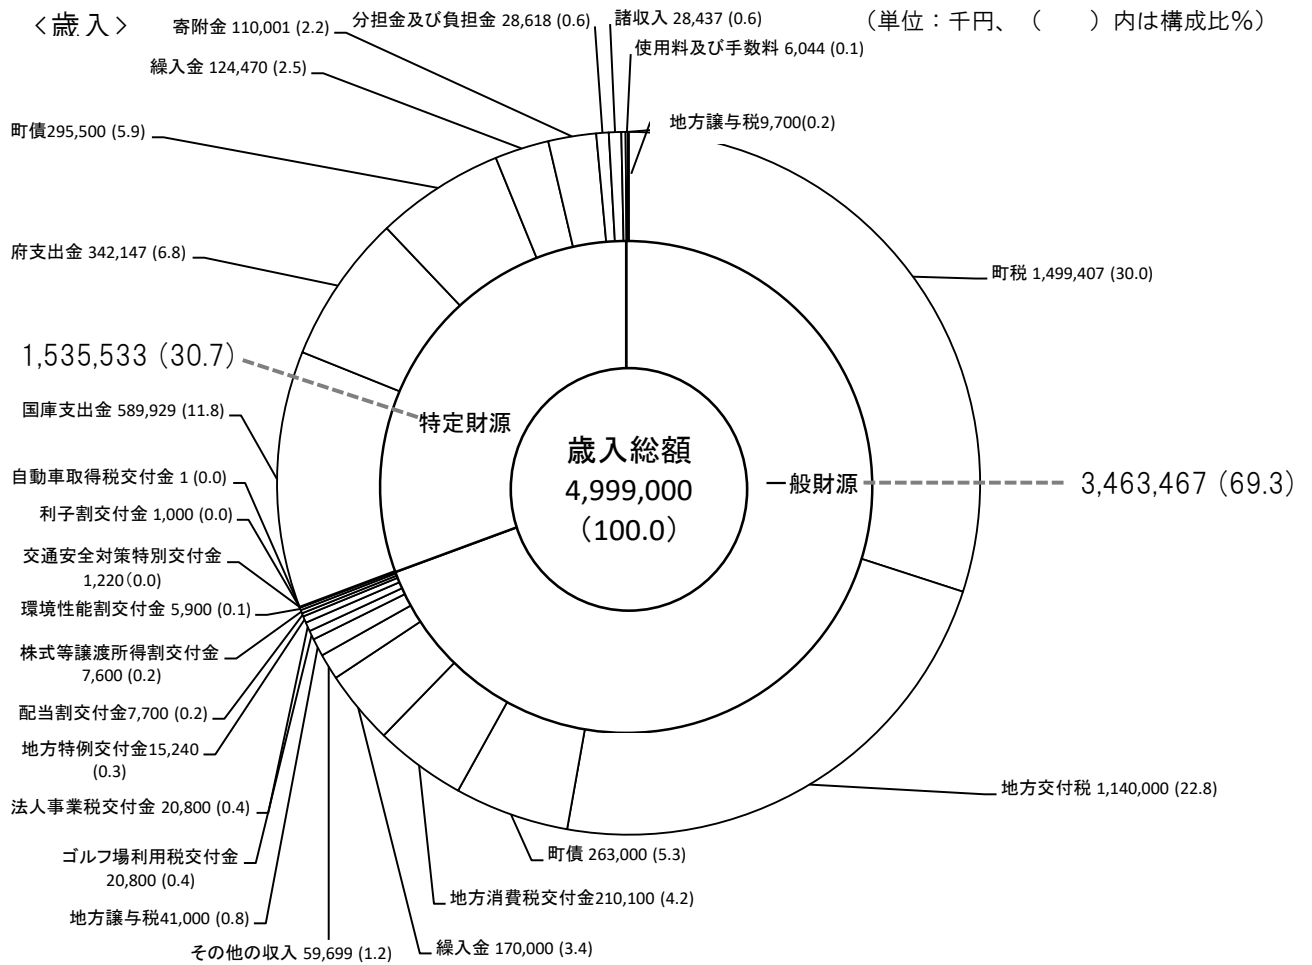 ＜歳入＞
（単位：千円、（　　）内は構成比％）
寄附金 110,001 (2.2)
分担金及び負担金 28,618 (0.6)
諸収入 28,437 (0.6)
使用料及び手数料 6,044 (0.1)
繰入金 124,470 (2.5)
地方譲与税9,700(0.2)
町債295,500 (5.9)
府支出金 342,147 (6.8)
町税 1,499,407 (30.0)
1,535,533（30.7）
国庫支出金 589,929 (11.8)
特定財源
歳入総額
4,999,000
（100.0）
一般財源
3,463,467（69.3）
自動車取得税交付金 1 (0.0)
利子割交付金 1,000 (0.0)
交通安全対策特別交付金
1,220(0.0)
環境性能割交付金 5,900 (0.1)
株式等譲渡所得割交付金
7,600 (0.2)
配当割交付金7,700 (0.2)
地方特例交付金15,240
(0.3)
法人事業税交付金 20,800 (0.4)
ゴルフ場利用税交付金
20,800 (0.4)
地方譲与税41,000 (0.8)
その他の収入 59,699 (1.2)
繰入金 170,000 (3.4)
地方消費税交付金210,100 (4.2)
町債 263,000 (5.3)
地方交付税 1,140,000 (22.8)